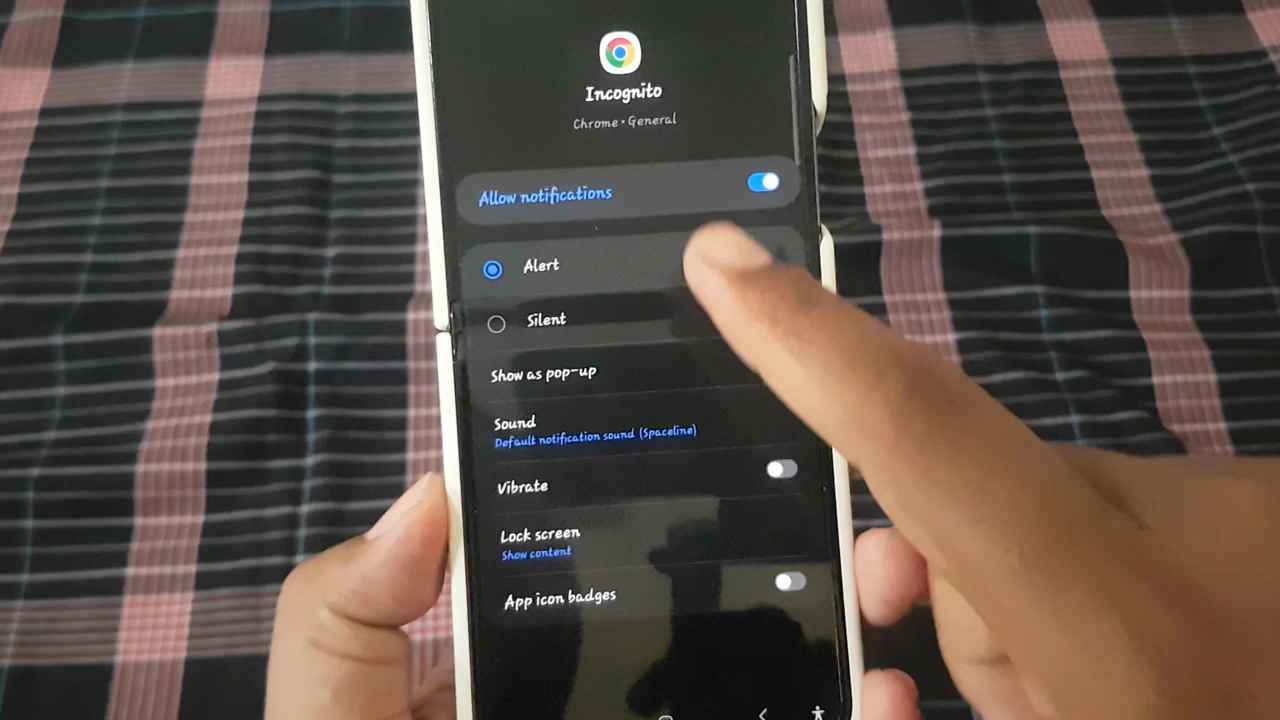 Incognito
Chrome • General
Allow notifications
Alert
Silent
Show as pop-up
Sound
Default notification sound (Spaceline)
Vibrate
Lock screen
Show content
App icon badges